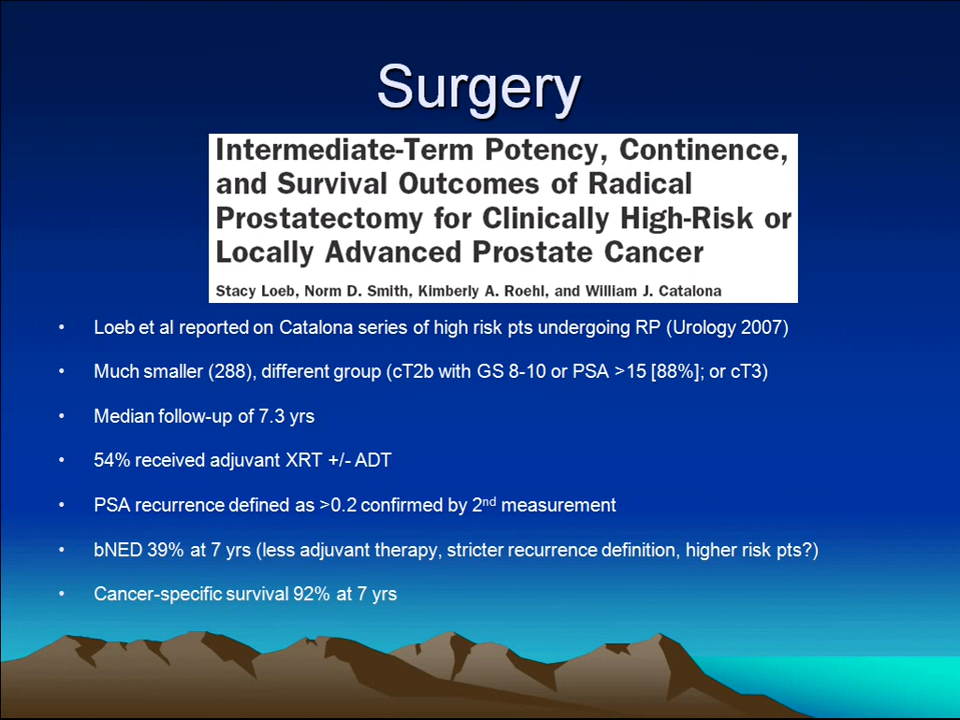 Surgery
Intermediate-Term Potency, Continence,
and Survival Outcomes of Radical
Prostatectomy for Clinically High-Risk or
Locally Advanced Prostate Cancer
Stacy Loeb, Norm D. Smith, Kimberly A. Roehl, and William J. Catalona
• Loeb et al reported on Catalona series of high risk pts undergoing RP (Urology 2007)
• Much smaller (288), different group (cT2b with GS 8-10 or PSA >15 [88%]; or cT3)
• Median follow-up of 7.3 yrs
• 54% received adjuvant XRT +/- ADT
• PSA recurrence defined as >0.2 confirmed by 2nd measurement
• bNED 39% at 7 yrs (less adjuvant therapy, stricter recurrence definition, higher risk pts?)
• Cancer-specific survival 92% at 7 yrs